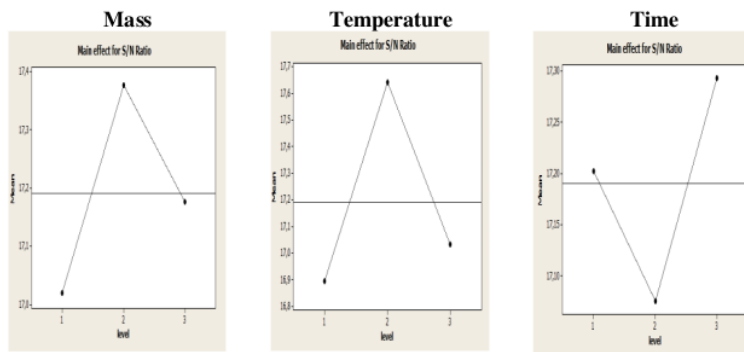 Mass
Main effect for S/N Ratio
17,4
17,3
17,2
17,1
17,0
Mean
1 2 3
level
Temperature
Main effect for S/N Ratio
17,7
17,6
17,5
17,4
17,3
17,2
17,1
17,0
16,9
16,8
Mean
1 2 3
level
Time
Main effect for S/N Ratio
17,30
17,25
17,20
17,15
17,10
Mean
1 2 3
level